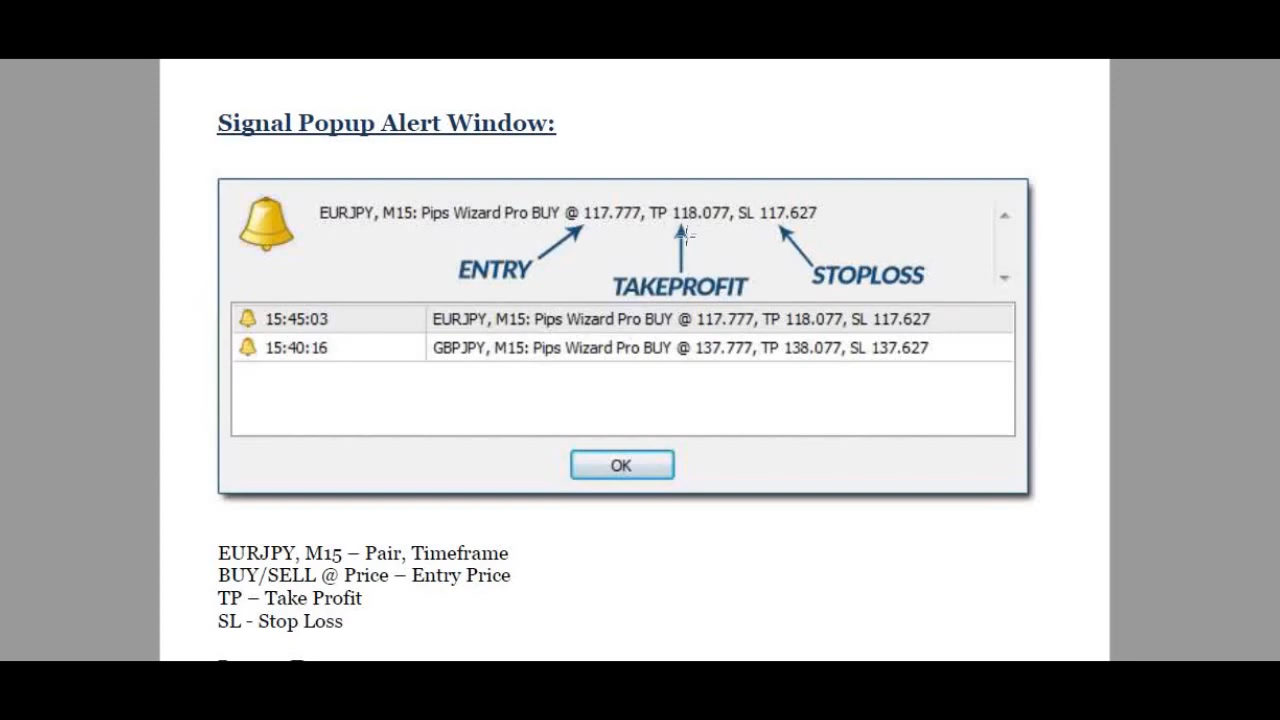 Signal Popup Alert Window:
EURJPY, M15: Pips Wizard Pro BUY @ 117.777, TP 118.077, SL 117.627
ENTRY
TAKEPROFIT
STOPLOSS
15:45:03 EURJPY, M15: Pips Wizard Pro BUY @ 117.777, TP 118.077, SL 117.627
15:40:16 GBPJPY, M15: Pips Wizard Pro BUY @ 137.777, TP 138.077, SL 137.627
OK
EURJPY, M15 – Pair, Timeframe
BUY/SELL @ Price – Entry Price
TP – Take Profit
SL - Stop Loss